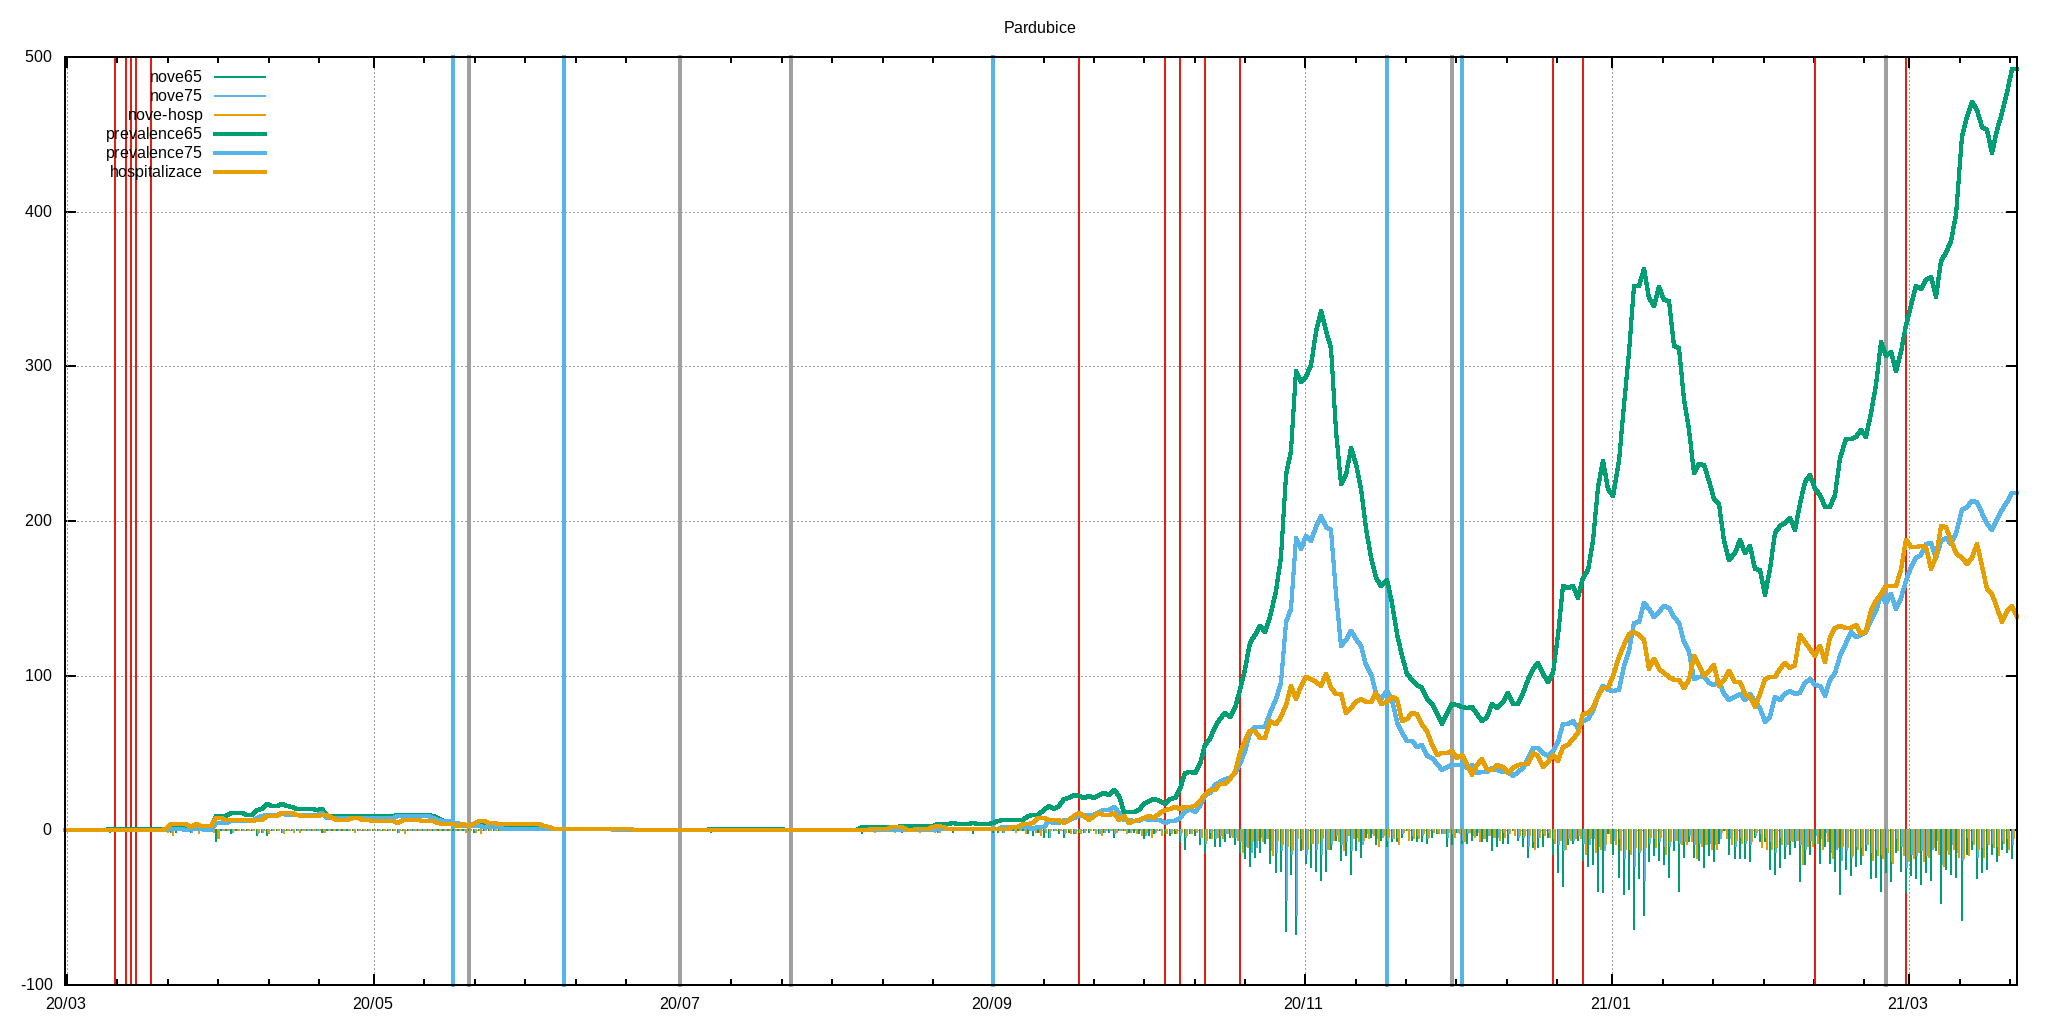 Pardubice
500
400
300
200
100
0
-100
nove65
nove75
nove-hosp
prevalence65
prevalence75
hospitalizace
20/03 20/05 20/07 20/09 20/11 21/01 21/03